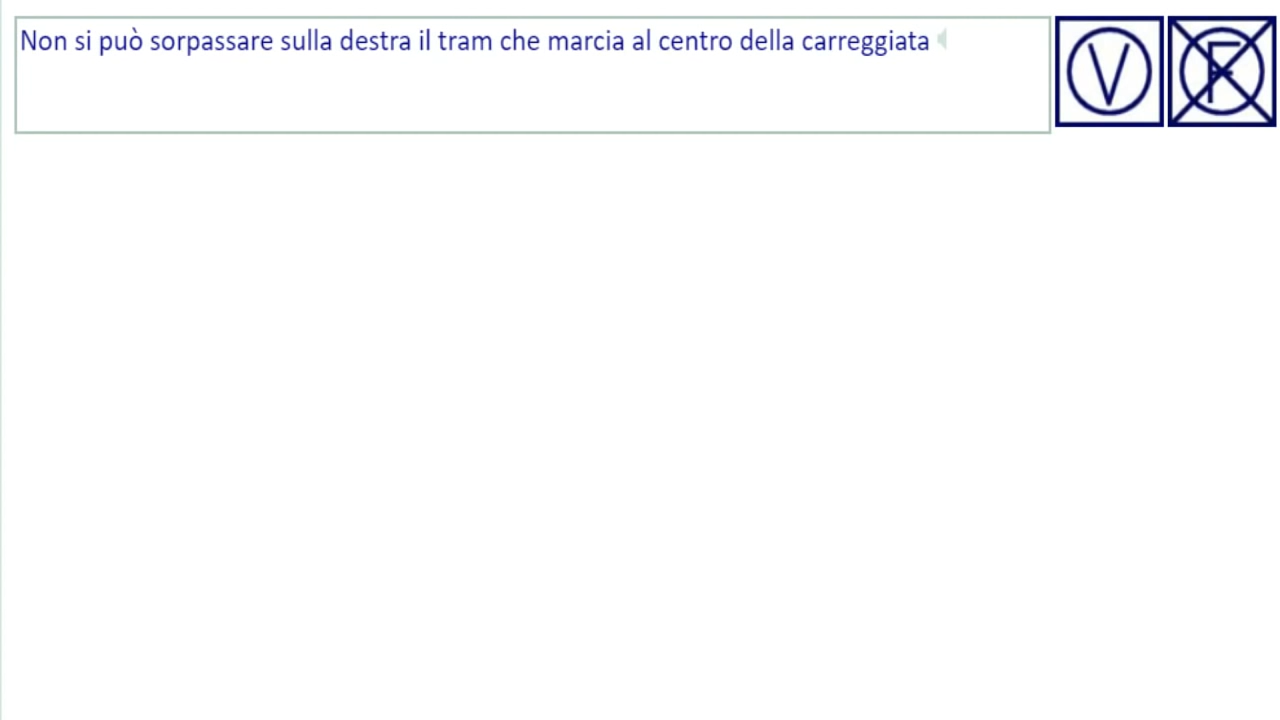 Non si può sorpassare sulla destra il tram che marcia al centro della carreggiata
V
F